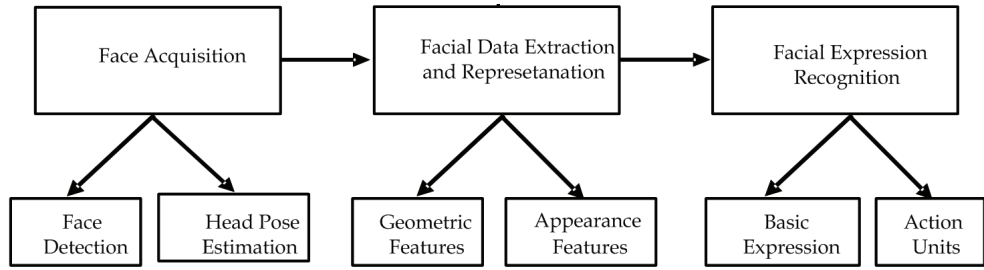 Face Acquisition
Facial Data Extraction
and Represetanation
Facial Expression
Recognition
Face
Detection
Head Pose
Estimation
Geometric
Features
Appearance
Features
Basic
Expression
Action
Units